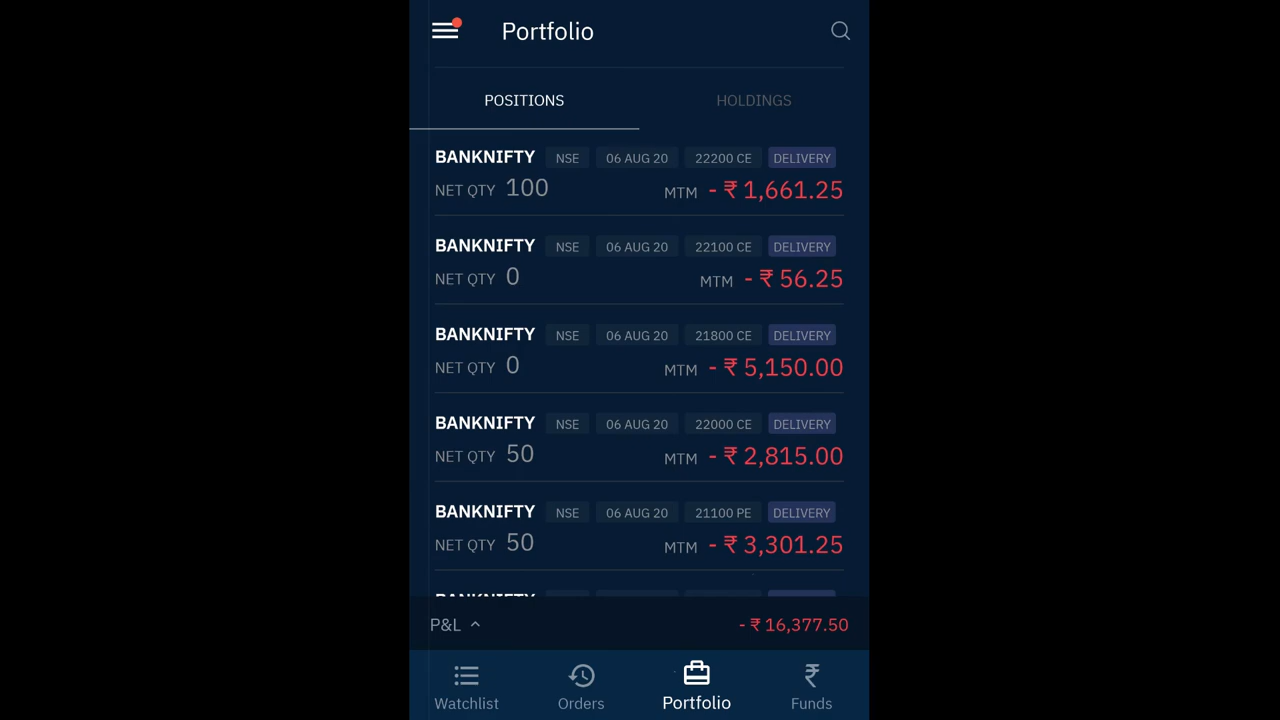 Portfolio
POSITIONS HOLDINGS
BANKNIFTY NSE 06 AUG 20 22200 CE DELIVERY
NET QTY 100 MTM - ₹ 1,661.25
BANKNIFTY NSE 06 AUG 20 22100 CE DELIVERY
NET QTY 0 MTM - ₹ 56.25
BANKNIFTY NSE 06 AUG 20 21800 CE DELIVERY
NET QTY 0 MTM - ₹ 5,150.00
BANKNIFTY NSE 06 AUG 20 22000 CE DELIVERY
NET QTY 50 MTM - ₹ 2,815.00
BANKNIFTY NSE 06 AUG 20 21100 PE DELIVERY
NET QTY 50 MTM - ₹ 3,301.25
P&L - ₹ 16,377.50
Watchlist Orders Portfolio Funds